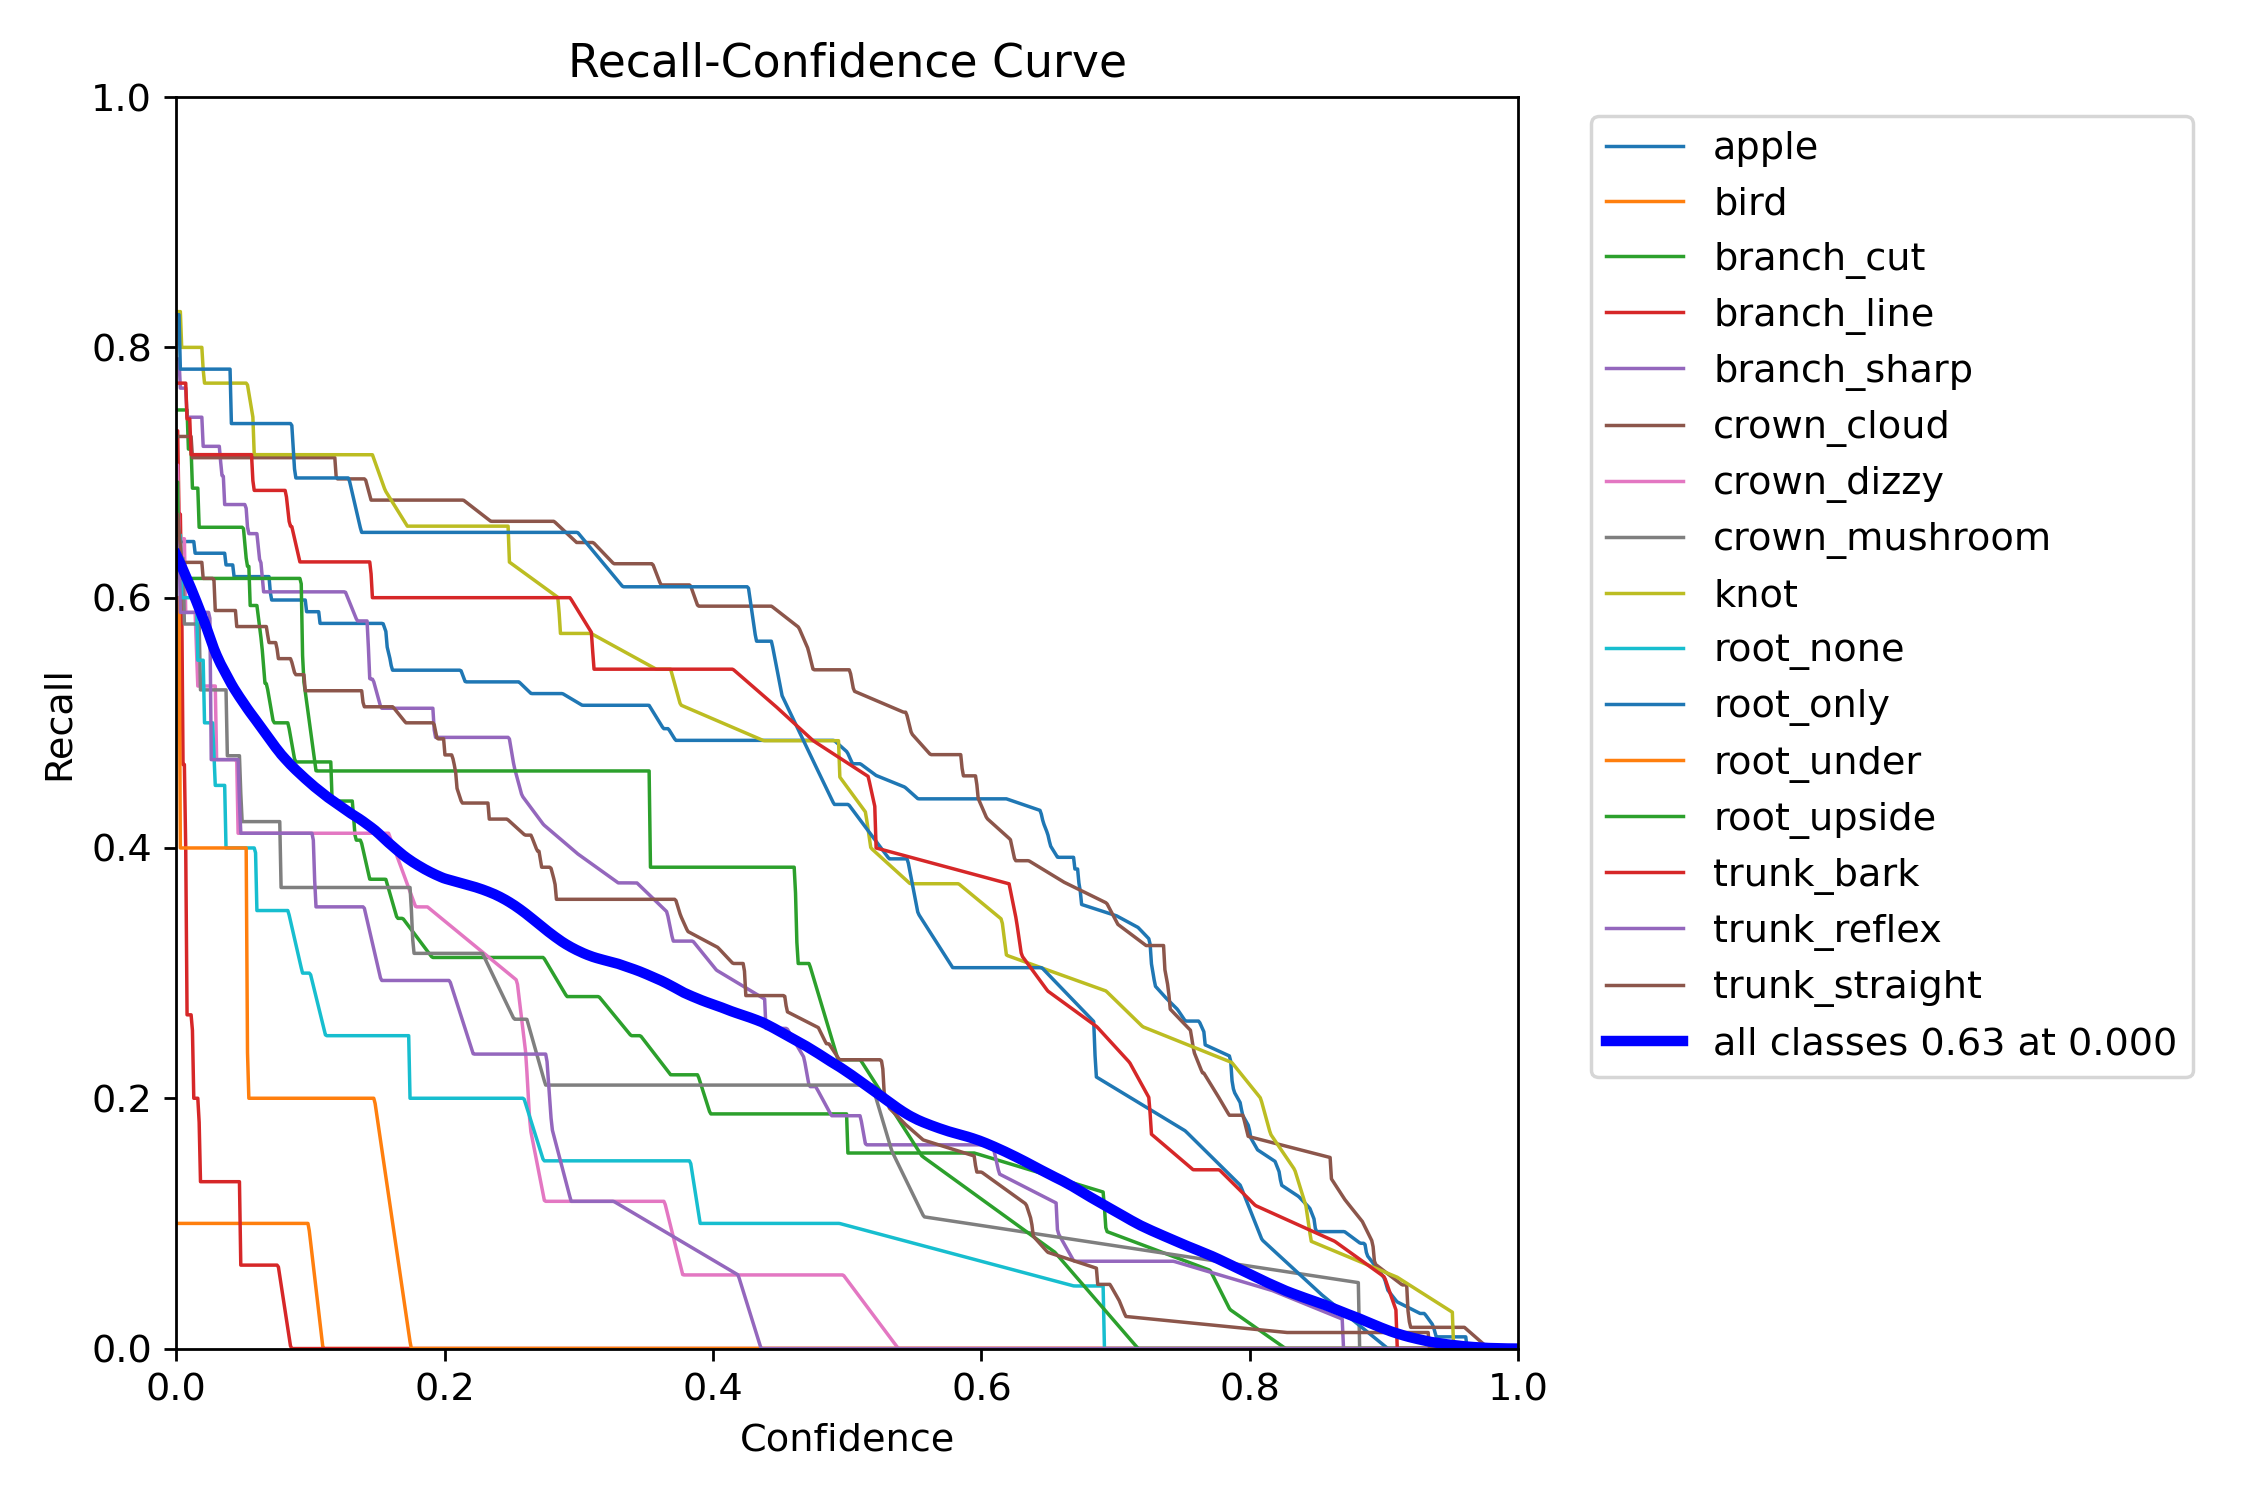 Recall-Confidence Curve
1.0
0.8
0.6
0.4
0.2
0.0
Recall
0.0 0.2 0.4 0.6 0.8 1.0
Confidence
apple
bird
branch_cut
branch_line
branch_sharp
crown_cloud
crown_dizzy
crown_mushroom
knot
root_none
root_only
root_under
root_upside
trunk_bark
trunk_reflex
trunk_straight
all classes 0.63 at 0.000